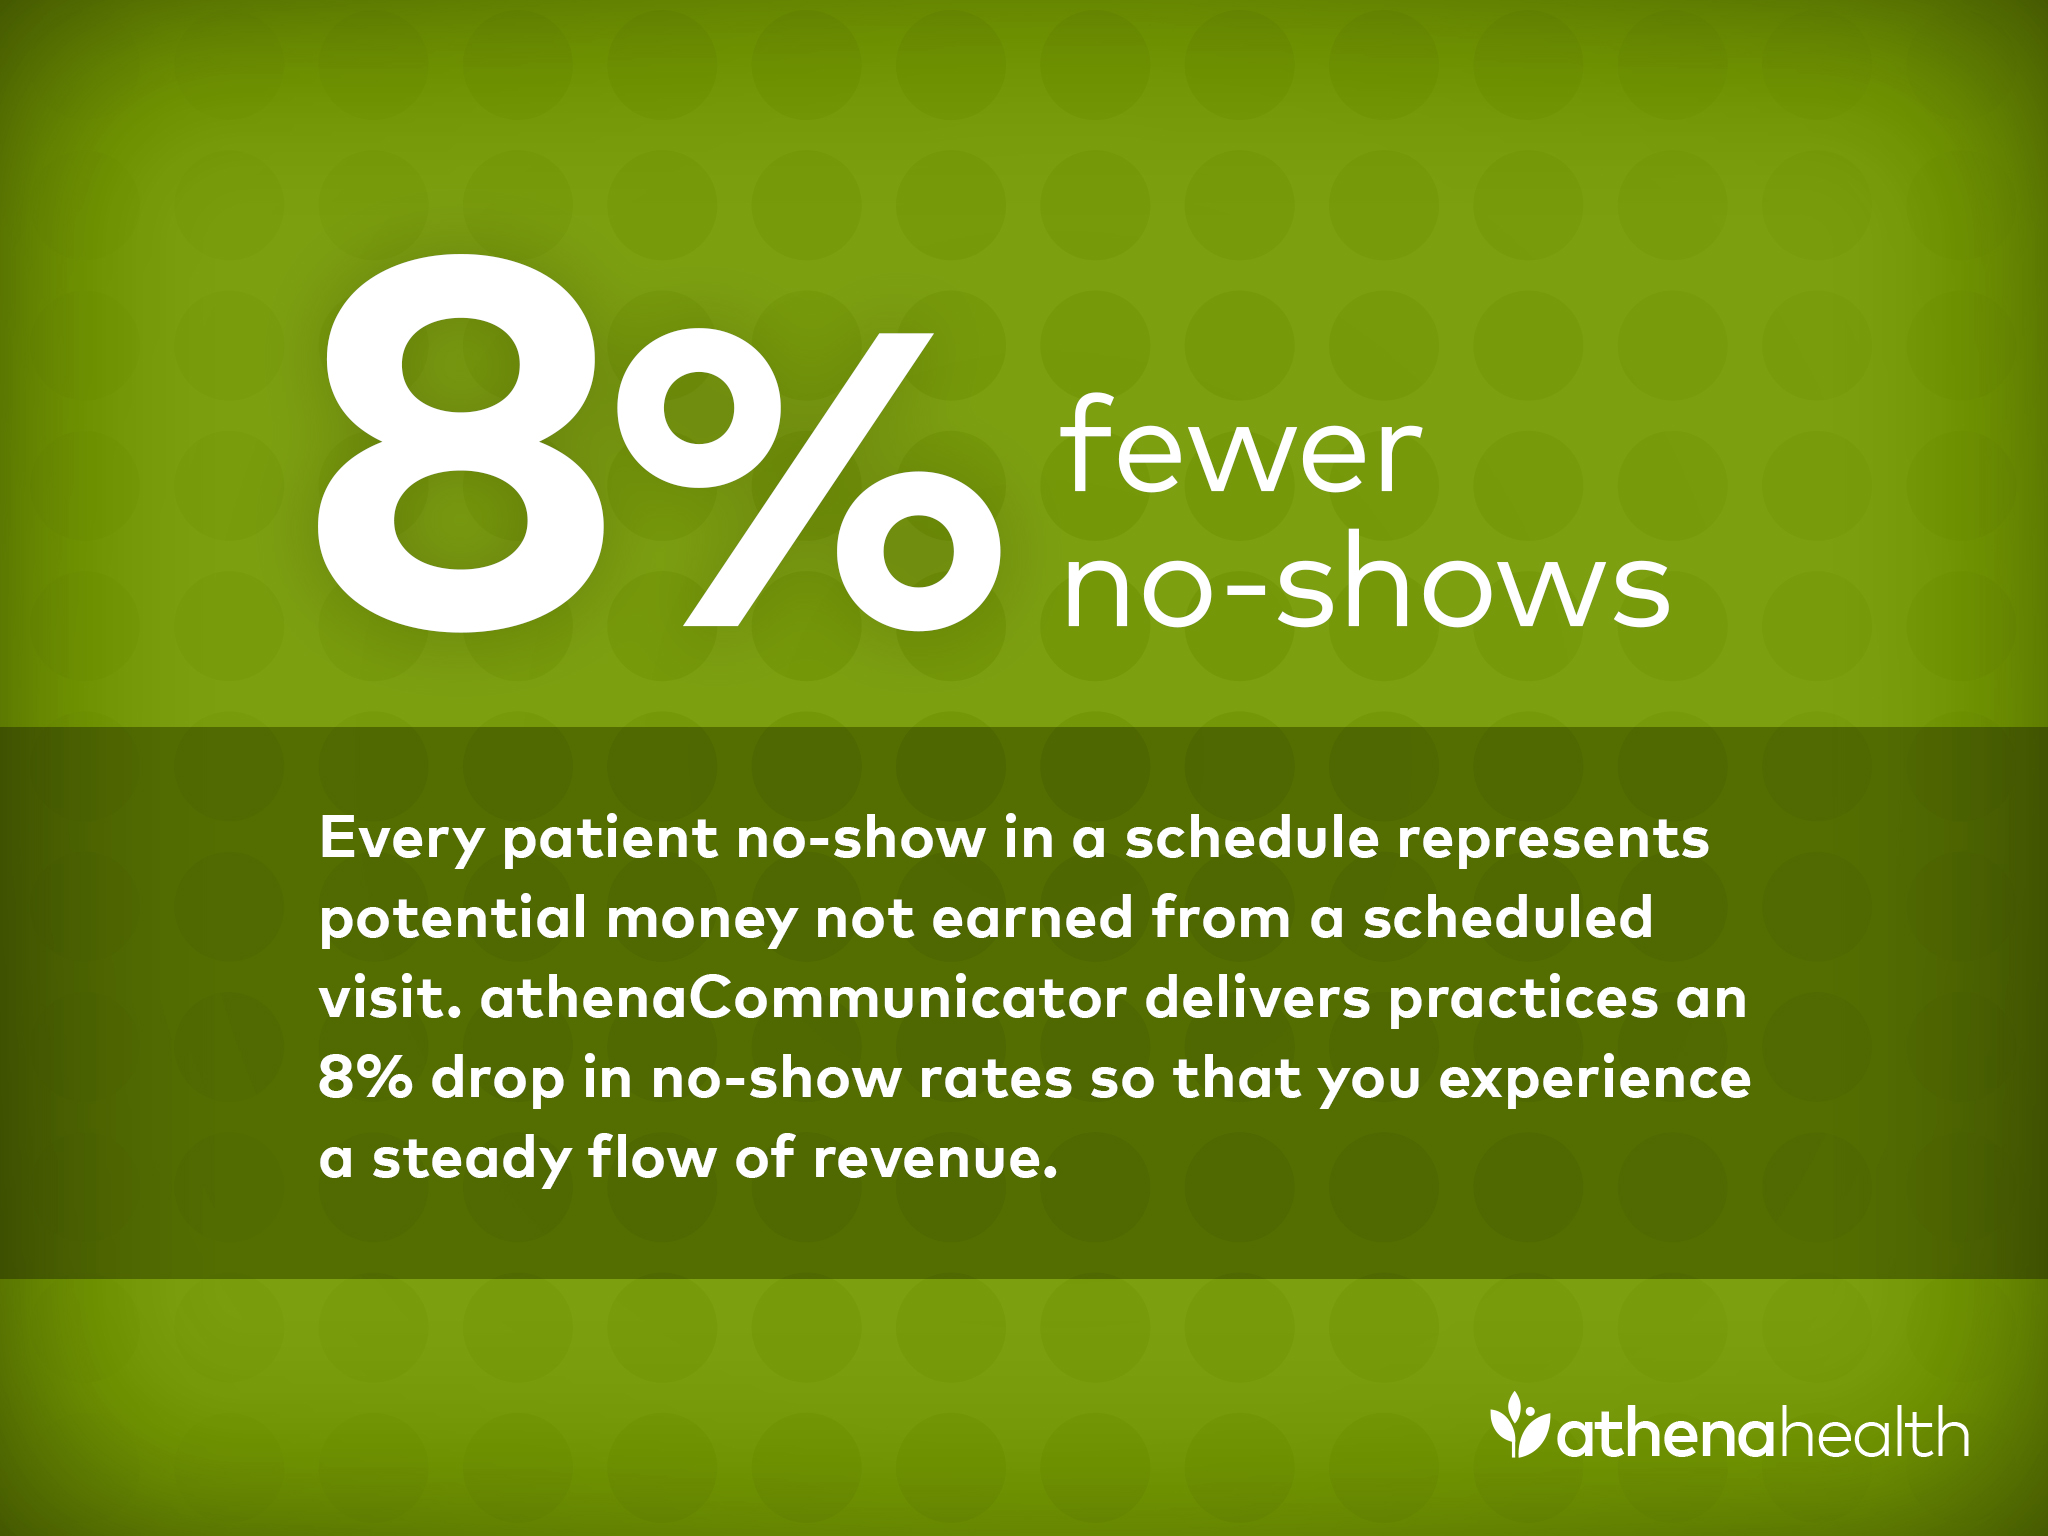 8% fewer
no-shows
Every patient no-show in a schedule represents
potential money not earned from a scheduled
visit. athenaCommunicator delivers practices an
8% drop in no-show rates so that you experience
a steady flow of revenue.
athenahealth